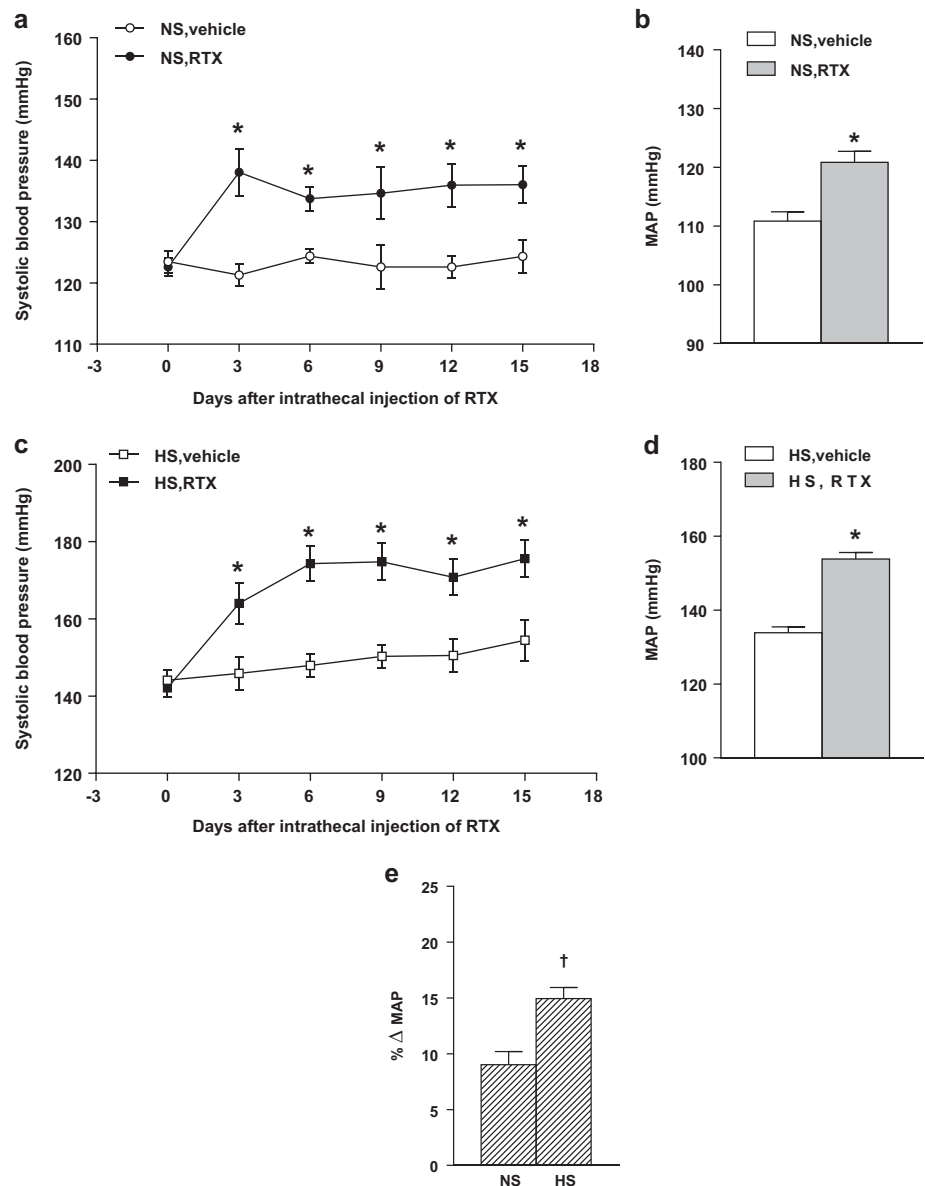 a
NS,vehicle
NS,RTX
Systolic blood pressure (mmHg)
160
150
140
130
120
110
* * * * *
-3 0 3 6 9 12 15 18
Days after intrathecal injection of RTX
b
NS,vehicle
NS,RTX
MAP (mmHg)
140
130
120
110
100
90
*
c
HS,vehicle
HS,RTX
Systolic blood pressure (mmHg)
200
180
160
140
120
* * * * *
-3 0 3 6 9 12 15 18
Days after intrathecal injection of RTX
d
HS,vehicle
HS, RTX
MAP (mmHg)
180
160
140
120
100
*
e
% Δ MAP
25
20
15
10
5
0
†
NS HS